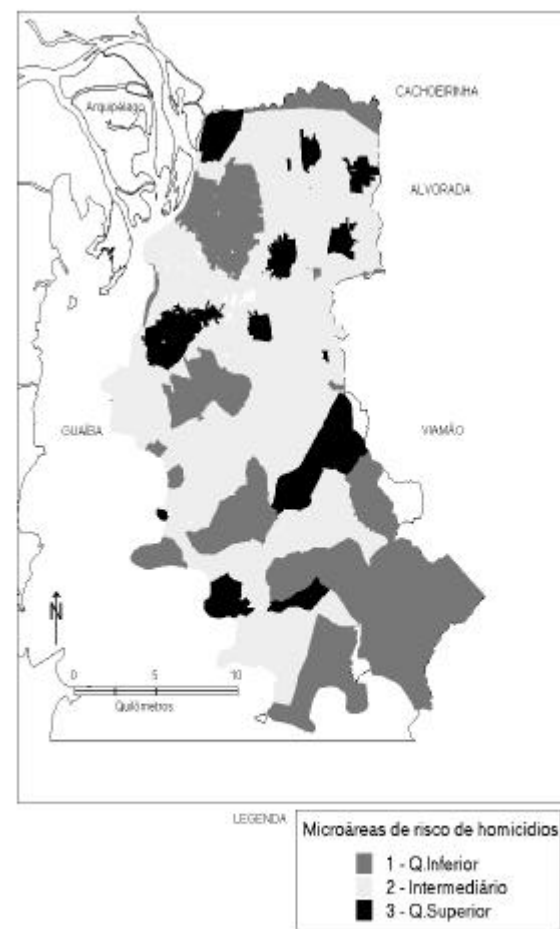 CACHOEIRINHA
Arquipélago
ALVORADA
D
GUAÍBA
VIAMÃO
N
0 5 10
Quilômetros
LEGENDA
Microáreas de risco de homicídios
1 - Q.Inferior
2 - Intermediário
3 - Q.Superior